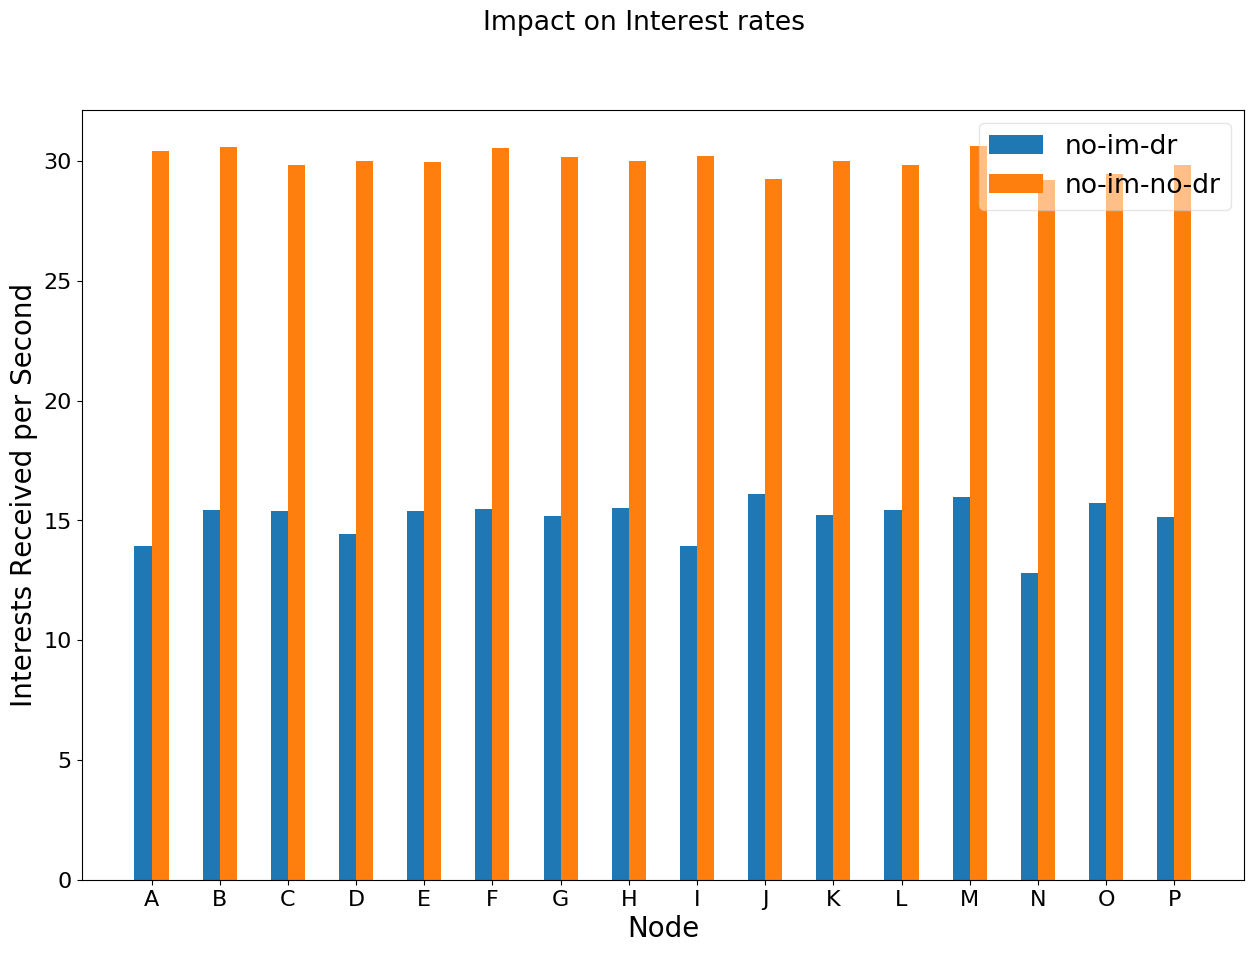 Impact on Interest rates
no-im-dr
no-im-no-dr
Interests Received per Second
30
25
20
15
10
5
0
A B C D E F G H I J K L M N O P
Node